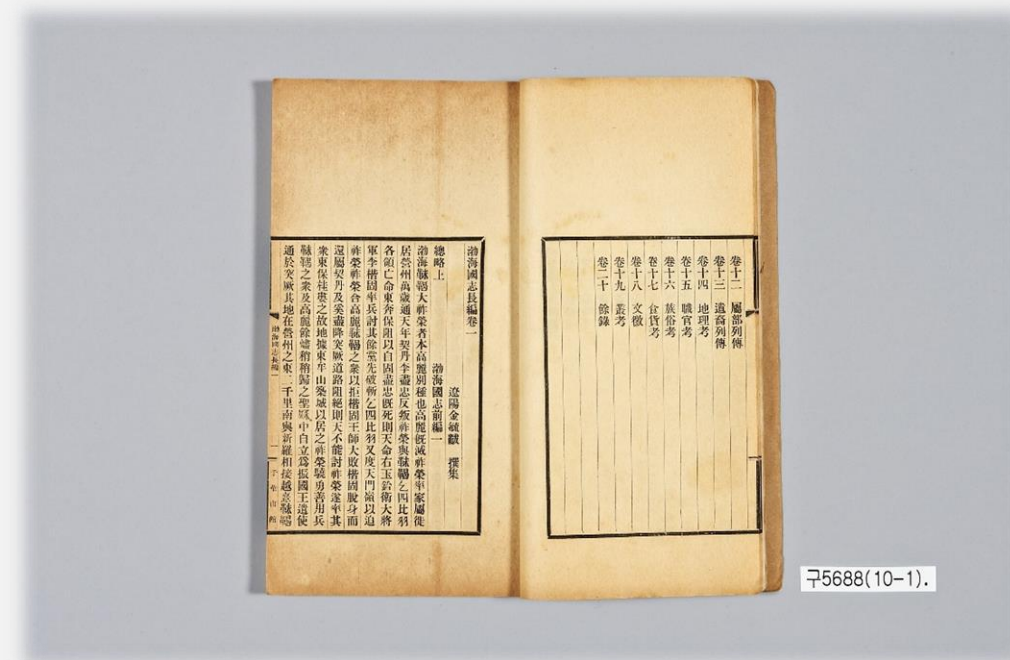 卷十二 屬部列傳
卷十三 遺裔列傳
卷十四 地理考
卷十五 職官考
卷十六 族俗考
卷十七 食貨考
卷十八 文徵
卷十九 叢考
卷二十 餘錄
渤海國志長編卷一
遼陽金毓黻 撰集
總略上 渤海國志前編一
渤海靺鞨大祚榮者本高麗別種也高麗旣滅祚榮率家屬徙
居營州萬歲通天年契丹李盡忠反叛祚榮與靺鞨乞四比羽
各領亡命東奔保阻以自固盡忠旣死則天命右玉鈐衛大將
軍李楷固率兵討其餘黨先破斬乞四比羽又度天門嶺以迫
祚榮祚榮合高麗靺鞨之衆以拒楷固王師大敗楷固脫身而
還屬契丹及奚盡降突厥道路阻絕則天不能討祚榮遂率其
衆東保桂婁之故地據東牟山築城以居之祚榮驍勇善用兵
靺鞨之衆及高麗餘燼稍稍歸之聖曆中自立爲振國王遣使
通於突厥其地在營州之東二千里南與新羅相接越憙靺鞨
渤海國志長編一
千華山館
구5688(10-1).